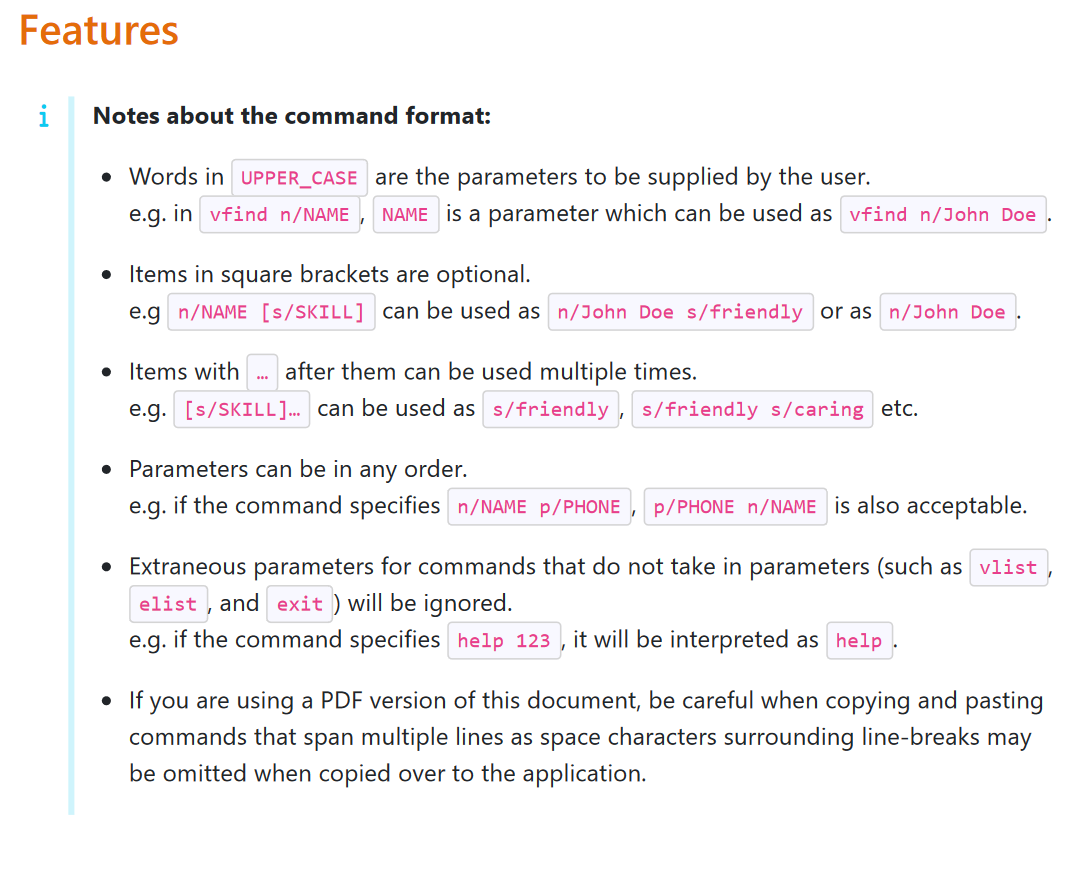 Features
i
Notes about the command format:
• Words in UPPER_CASE are the parameters to be supplied by the user.
e.g. in vfind n/NAME, NAME is a parameter which can be used as vfind n/John Doe.
• Items in square brackets are optional.
e.g n/NAME [s/SKILL] can be used as n/John Doe s/friendly or as n/John Doe.
• Items with … after them can be used multiple times.
e.g. [s/SKILL]… can be used as s/friendly, s/friendly s/caring etc.
• Parameters can be in any order.
e.g. if the command specifies n/NAME p/PHONE, p/PHONE n/NAME is also acceptable.
• Extraneous parameters for commands that do not take in parameters (such as vlist,
elist, and exit) will be ignored.
e.g. if the command specifies help 123, it will be interpreted as help.
• If you are using a PDF version of this document, be careful when copying and pasting
commands that span multiple lines as space characters surrounding line-breaks may
be omitted when copied over to the application.